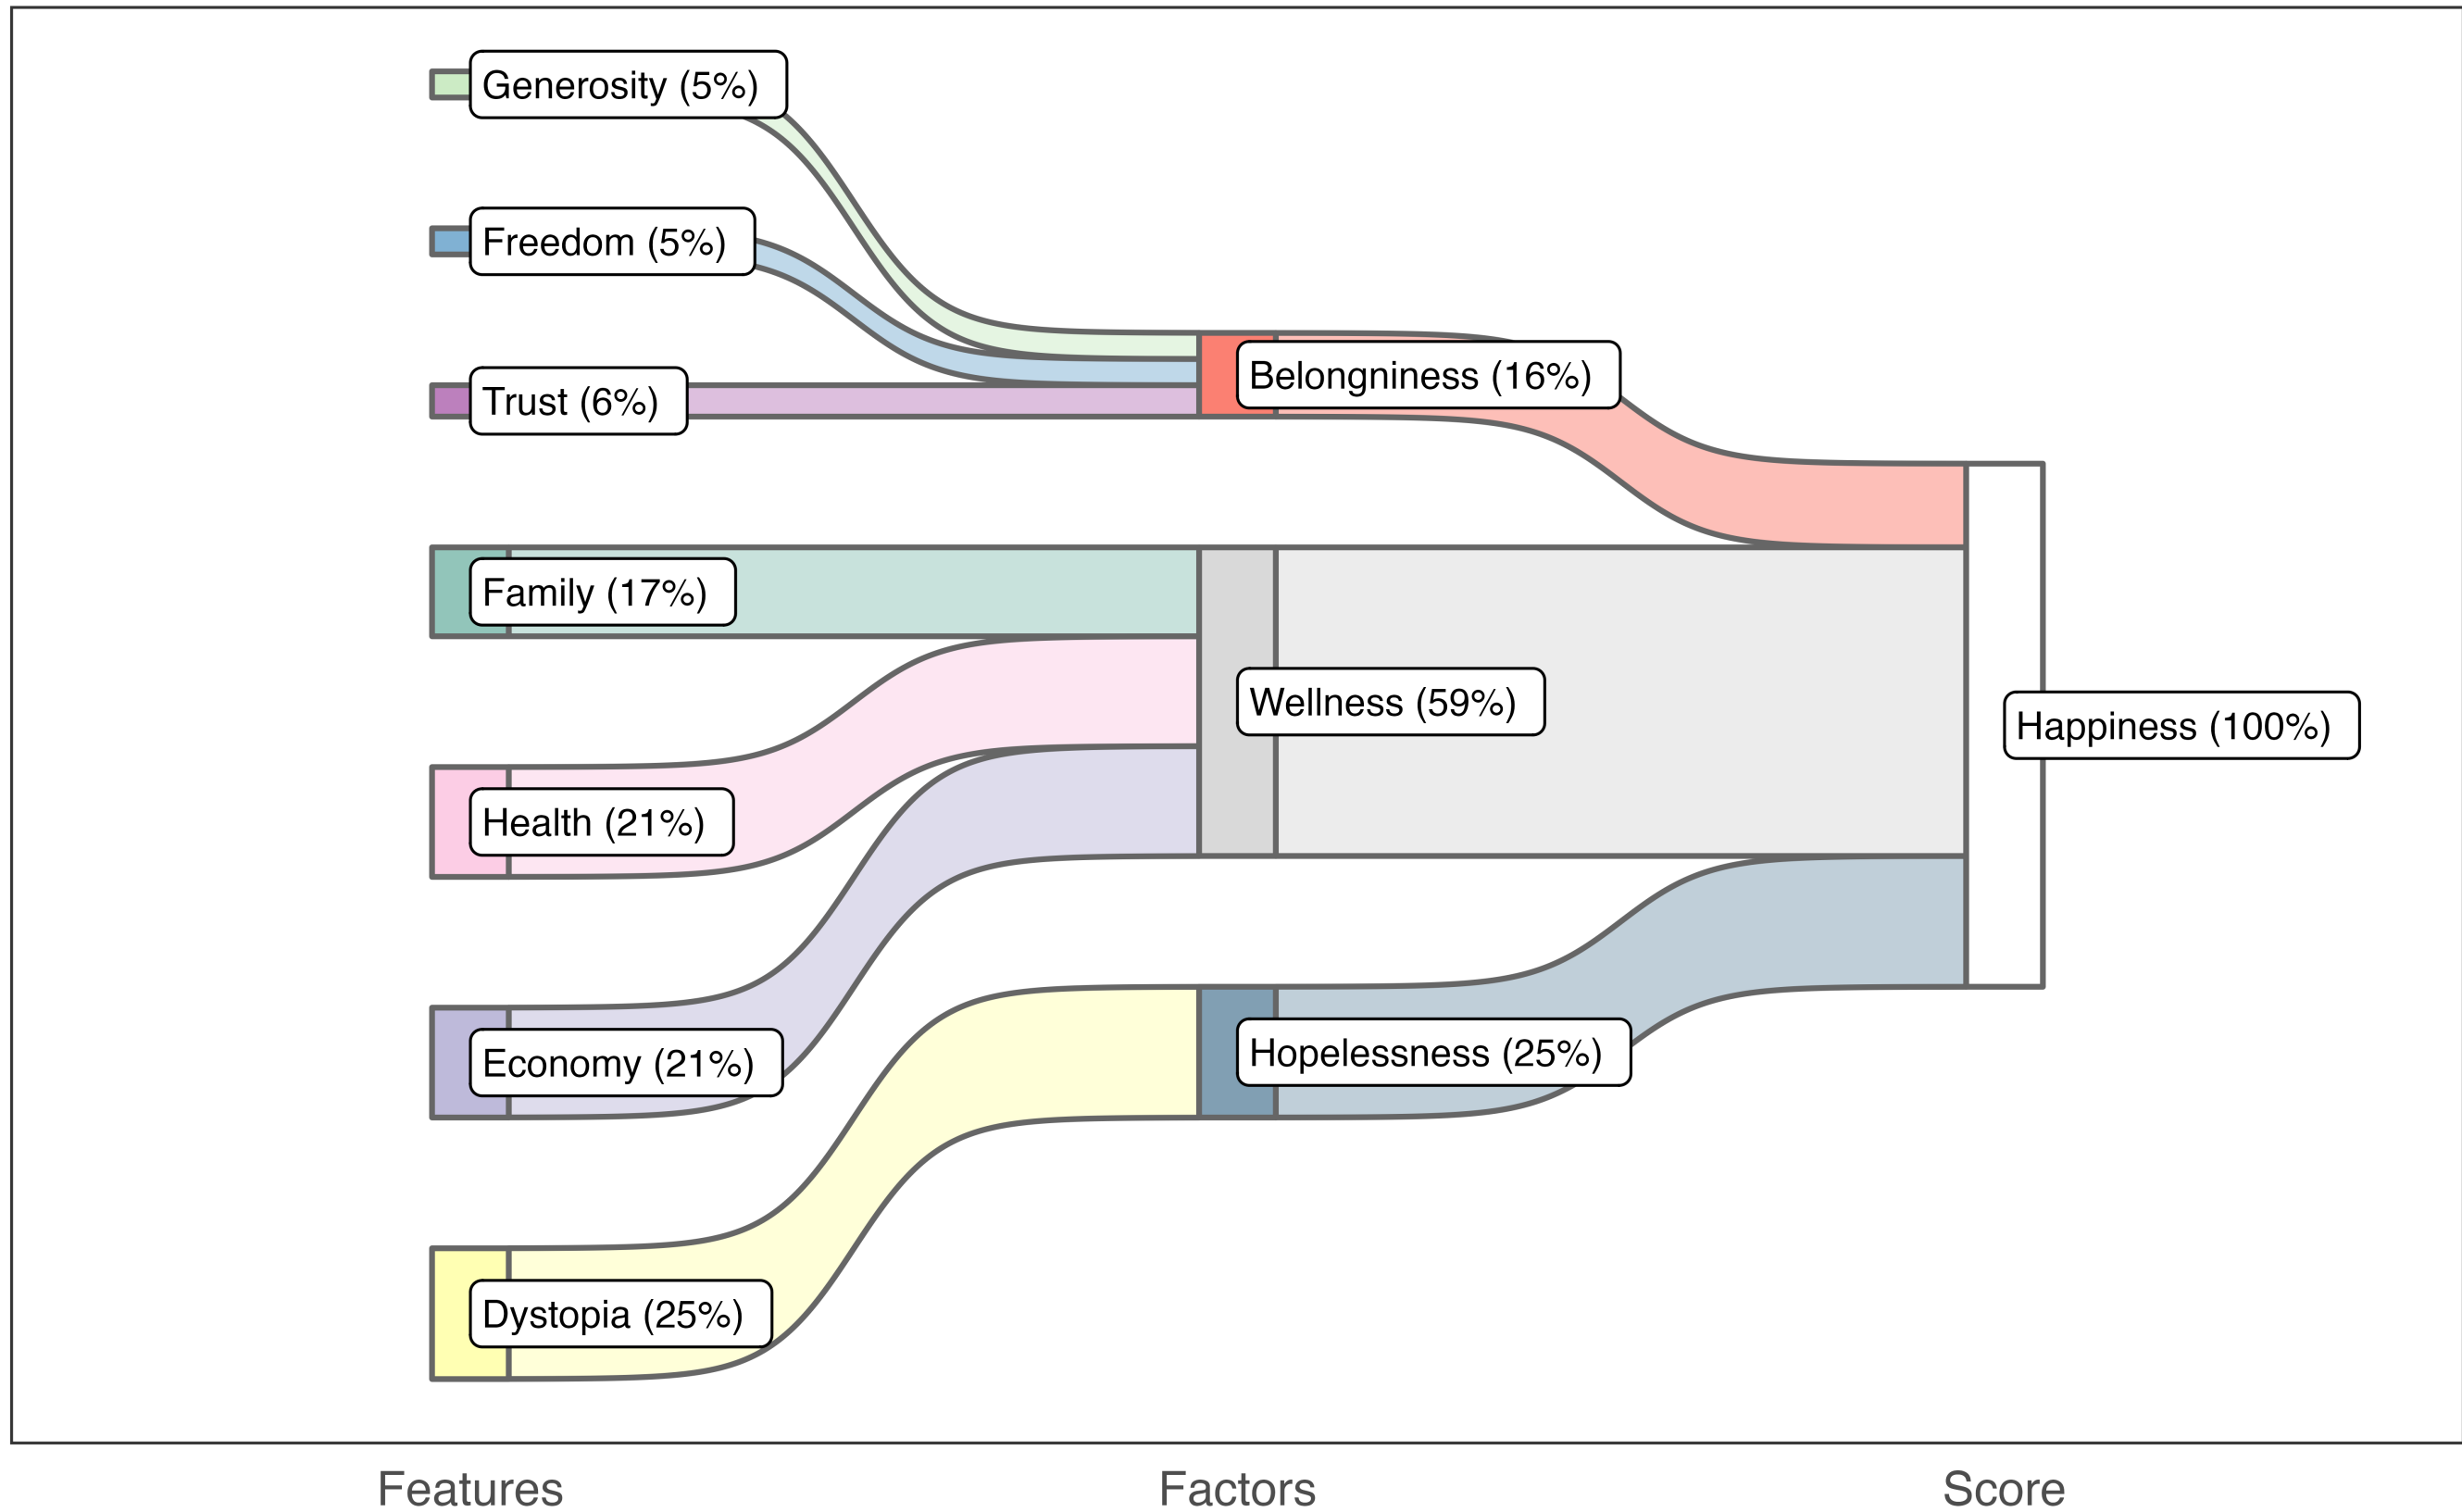 Generosity (5%)
Freedom (5%)
Trust (6%)
Belongniness (16%)
Family (17%)
Wellness (59%)
Happiness (100%)
Health (21%)
Economy (21%)
Hopelessness (25%)
Dystopia (25%)
Features
Factors
Score